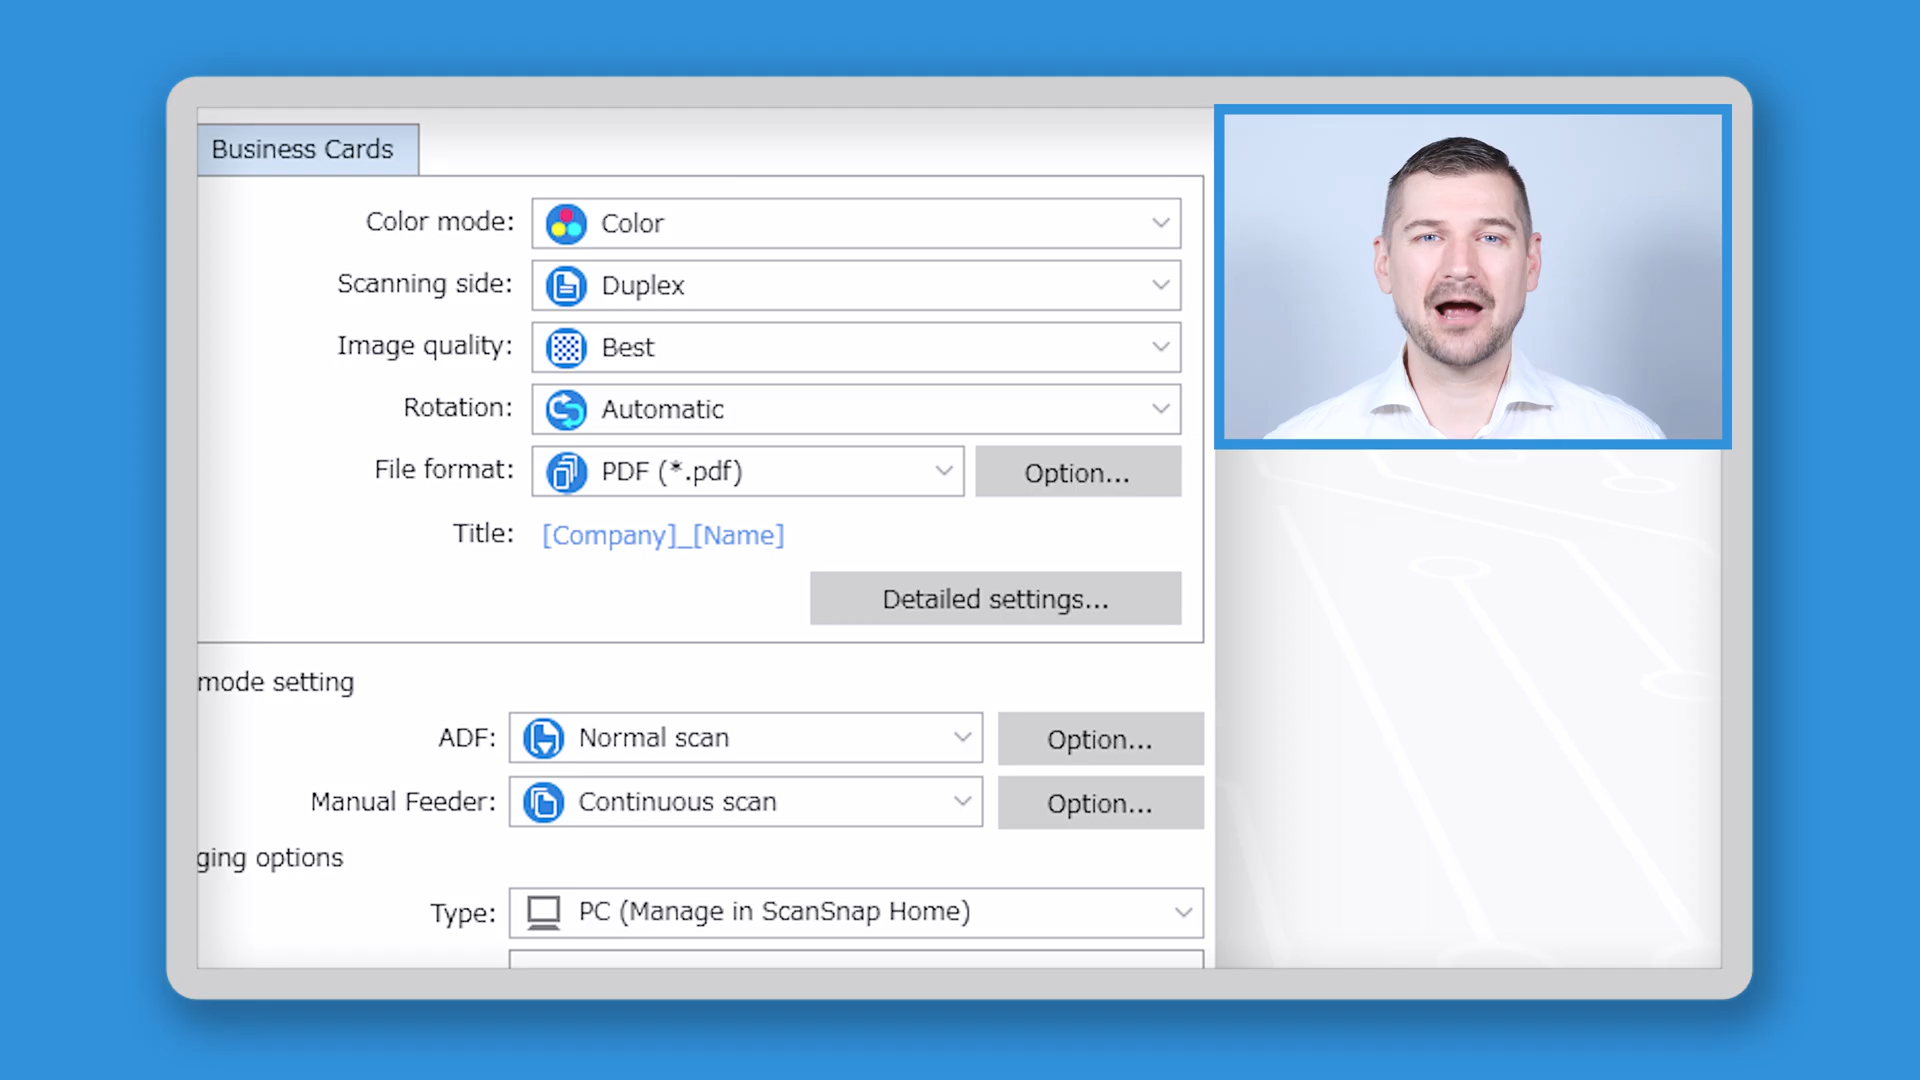 Business Cards
Color mode: Color
Scanning side: Duplex
Image quality: Best
Rotation: Automatic
File format: PDF (*.pdf) Option...
Title: [Company]_[Name]
Detailed settings...
mode setting
ADF: Normal scan Option...
Manual Feeder: Continuous scan Option...
ging options
Type: PC (Manage in ScanSnap Home)